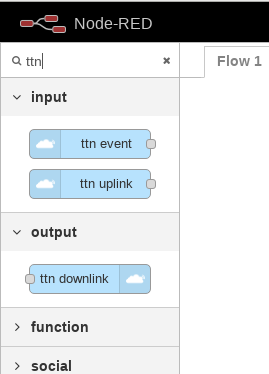 Node-RED
ttn
Flow 1
input
ttn event
ttn uplink
output
ttn downlink
function
social